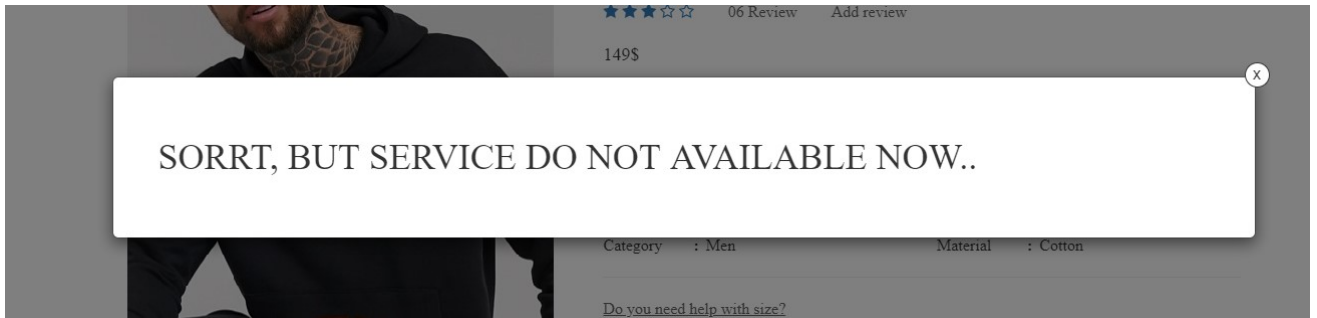 06 Review Add review
149$
X
SORRT, BUT SERVICE DO NOT AVAILABLE NOW..
Category : Men Material : Cotton
Do you need help with size?